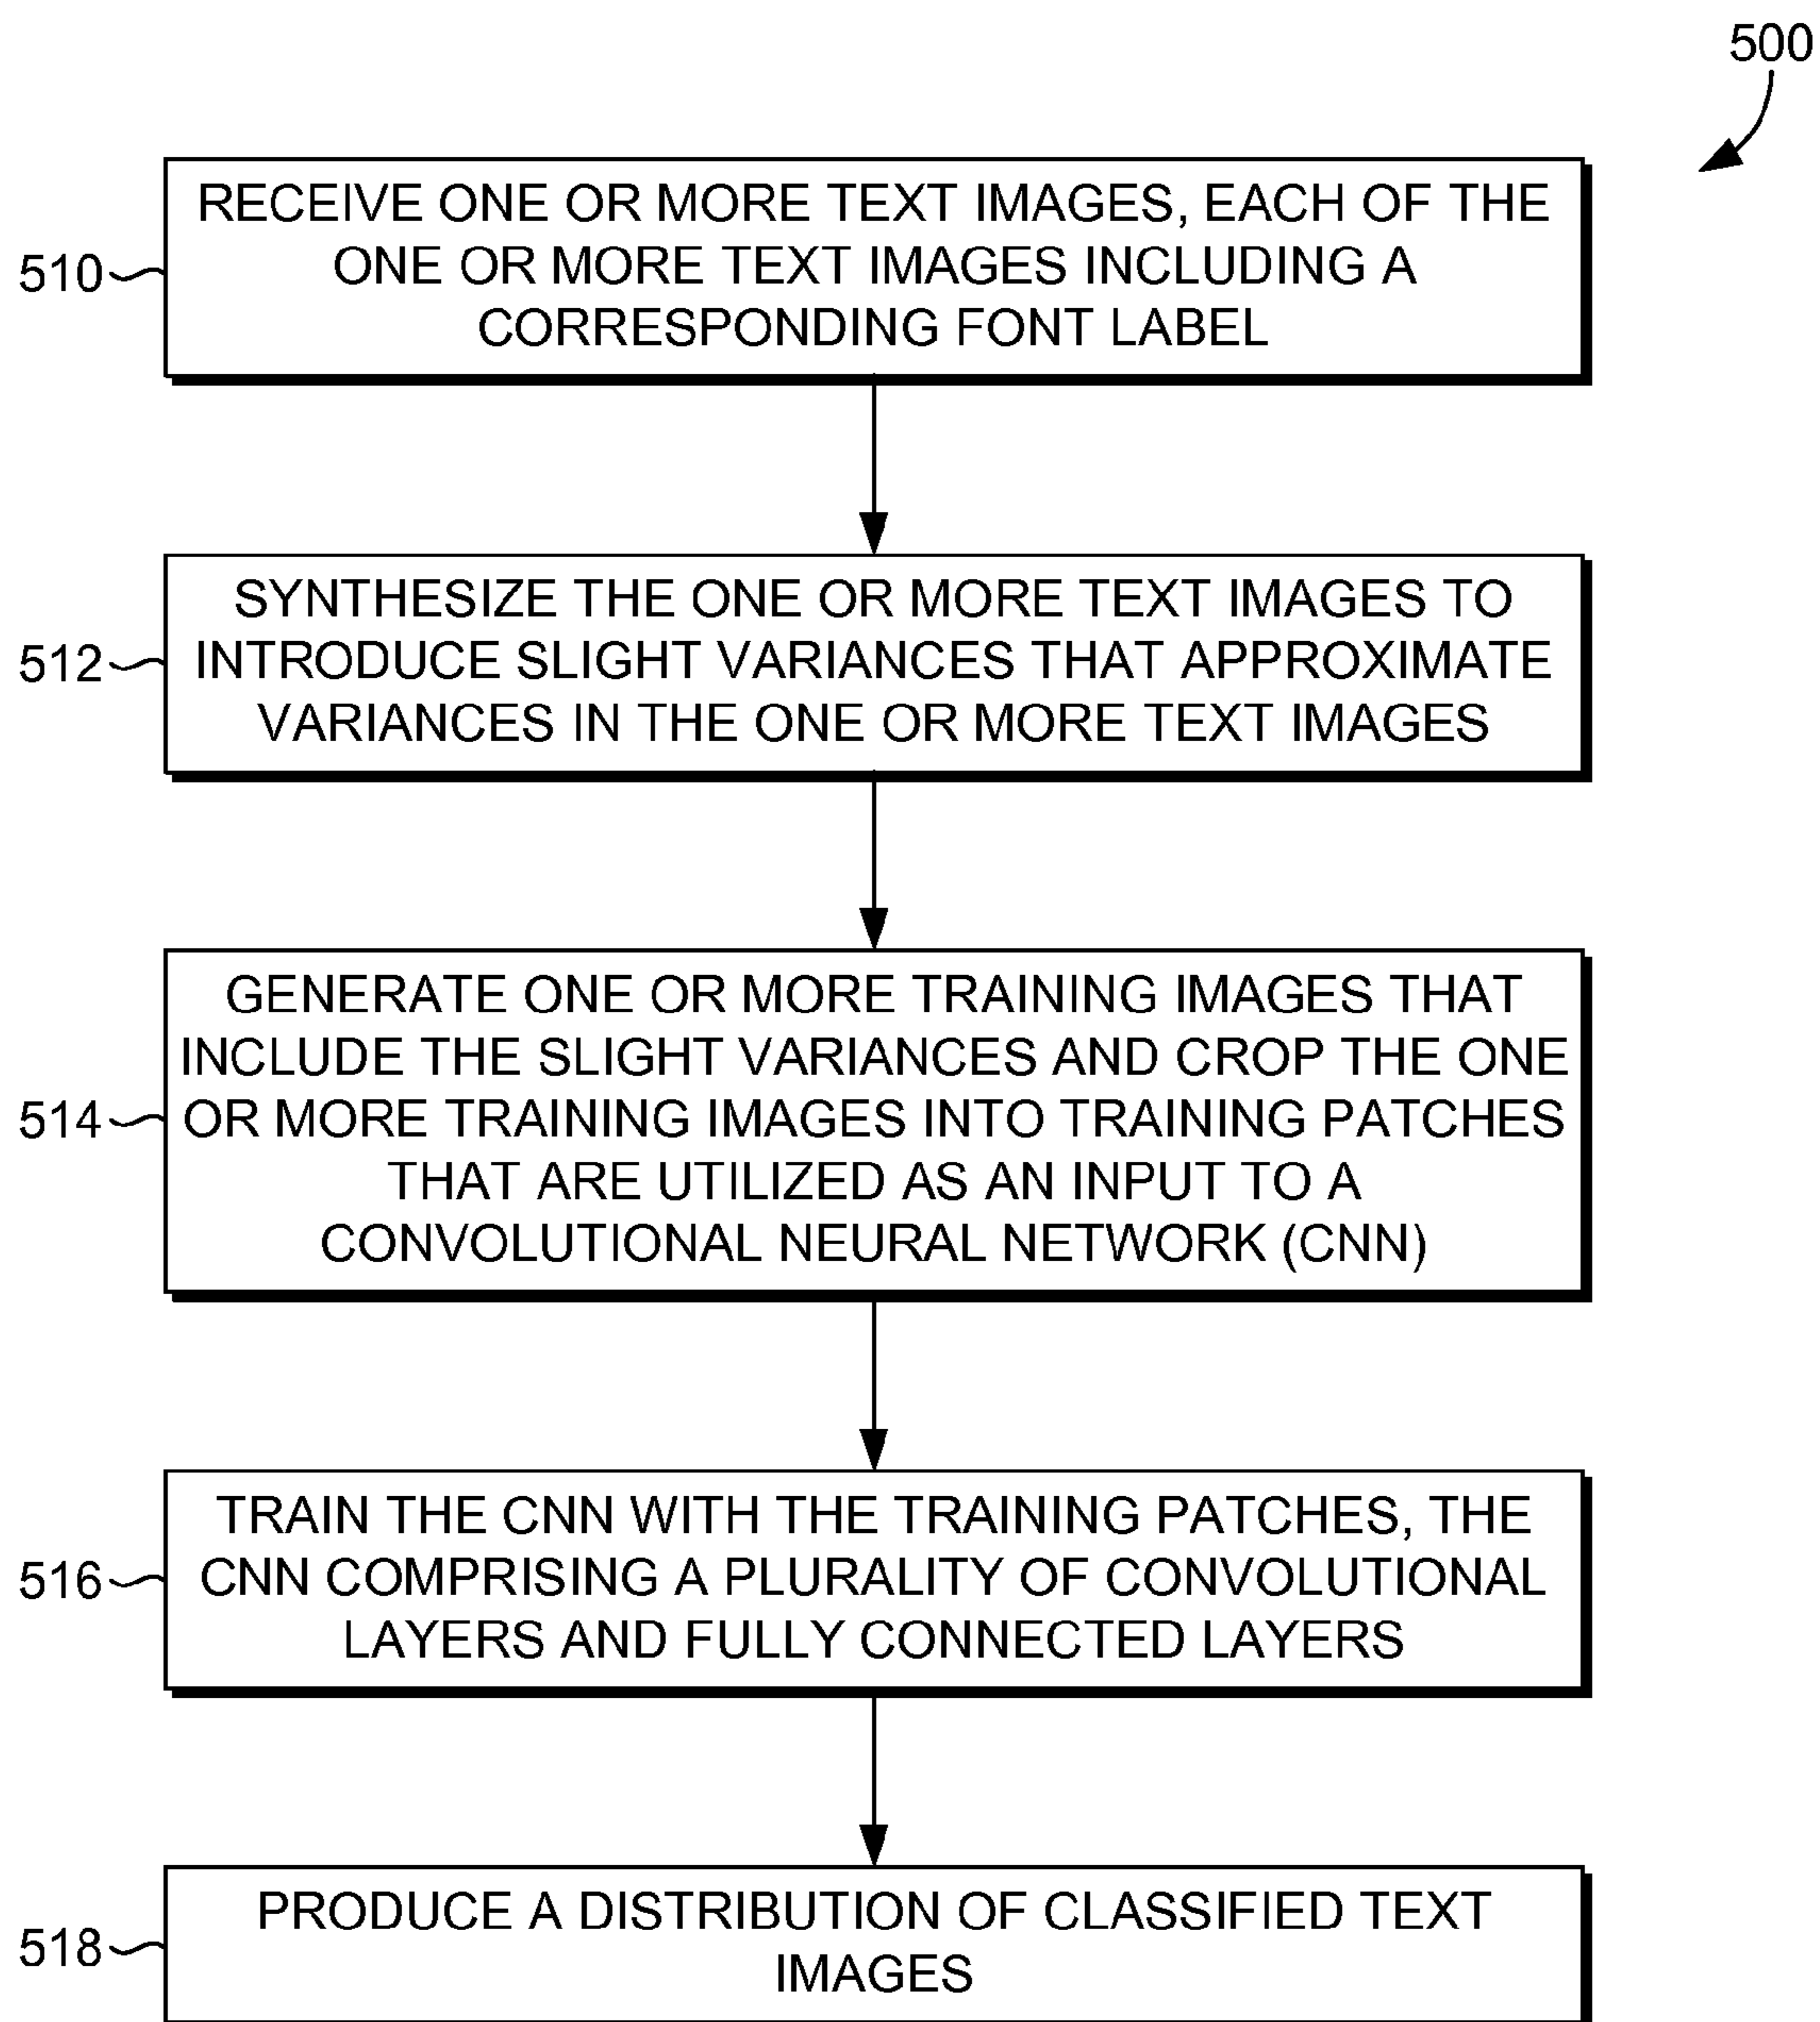 500
510
RECEIVE ONE OR MORE TEXT IMAGES, EACH OF THE
ONE OR MORE TEXT IMAGES INCLUDING A
CORRESPONDING FONT LABEL
512
SYNTHESIZE THE ONE OR MORE TEXT IMAGES TO
INTRODUCE SLIGHT VARIANCES THAT APPROXIMATE
VARIANCES IN THE ONE OR MORE TEXT IMAGES
514
GENERATE ONE OR MORE TRAINING IMAGES THAT
INCLUDE THE SLIGHT VARIANCES AND CROP THE ONE
OR MORE TRAINING IMAGES INTO TRAINING PATCHES
THAT ARE UTILIZED AS AN INPUT TO A
CONVOLUTIONAL NEURAL NETWORK (CNN)
516
TRAIN THE CNN WITH THE TRAINING PATCHES, THE
CNN COMPRISING A PLURALITY OF CONVOLUTIONAL
LAYERS AND FULLY CONNECTED LAYERS
518
PRODUCE A DISTRIBUTION OF CLASSIFIED TEXT
IMAGES